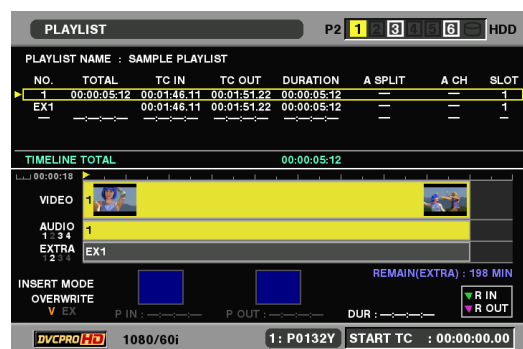 PLAYLIST P2 1 2 3 4 5 6 HDD
PLAYLIST NAME : SAMPLE PLAYLIST
NO. TOTAL TC IN TC OUT DURATION A SPLIT A CH SLOT
1 00:00:05:12 00:01:46.11 00:01:51.22 00:00:05:12 — — 1
EX1 00:01:46.11 00:01:51.22 00:00:05:12 — — 1
— —:—:—:— —:—:—:— —:—:—:— —:—:—:— — — —
TIMELINE TOTAL 00:00:05:12
00:00:18
VIDEO 1
AUDIO 1
1 2 3 4
EXTRA EX1
1 2 3 4
REMAIN(EXTRA) : 198 MIN
INSERT MODE
OVERWRITE
V EX P IN : —:—:—:— P OUT : —:—:—:— DUR : —:—:—:—
R IN
R OUT
DVCPRO HD 1080/60i 1: P0132Y START TC : 00:00:00.00